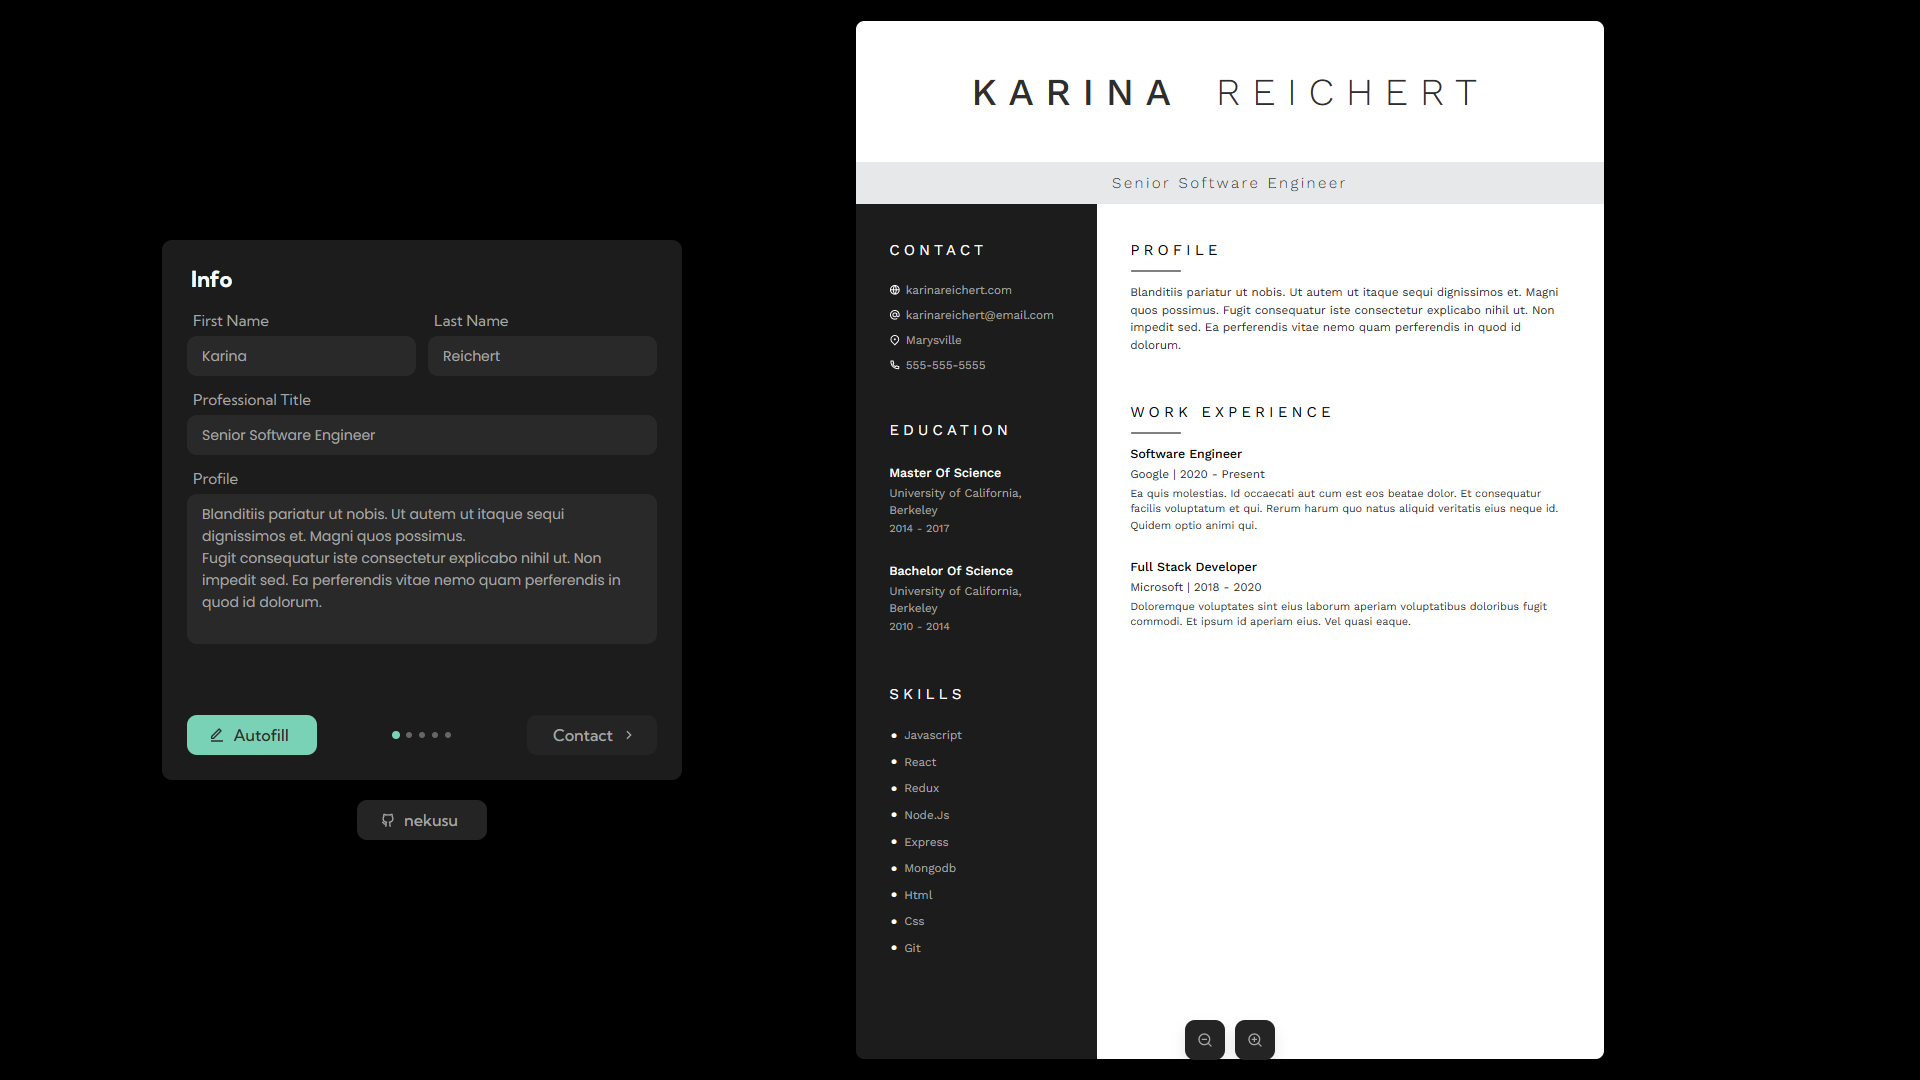 Info
First Name
Last Name
Karina
Reichert
Professional Title
Senior Software Engineer
Profile
Blanditiis pariatur ut nobis. Ut autem ut itaque sequi
dignissimos et. Magni quos possimus.
Fugit consequatur iste consectetur explicabo nihil ut. Non
impedit sed. Ea perferendis vitae nemo quam perferendis in
quod id dolorum.
Autofill
Contact
nekusu
KARINA REICHERT
Senior Software Engineer
CONTACT
karinareichert.com
karinareichert@email.com
Marysville
555-555-5555
EDUCATION
Master Of Science
University of California,
Berkeley
2014 - 2017
Bachelor Of Science
University of California,
Berkeley
2010 - 2014
SKILLS
Javascript
React
Redux
Node.Js
Express
Mongodb
Html
Css
Git
PROFILE
Blanditiis pariatur ut nobis. Ut autem ut itaque sequi dignissimos et. Magni
quos possimus. Fugit consequatur iste consectetur explicabo nihil ut. Non
impedit sed. Ea perferendis vitae nemo quam perferendis in quod id
dolorum.
WORK EXPERIENCE
Software Engineer
Google | 2020 - Present
Ea quis molestias. Id occaecati aut cum est eos beatae dolor. Et consequatur
facilis voluptatum et qui. Rerum harum quo natus aliquid veritatis eius neque id.
Quidem optio animi qui.
Full Stack Developer
Microsoft | 2018 - 2020
Doloremque voluptates sint eius laborum aperiam voluptatibus doloribus fugit
commodi. Et ipsum id aperiam eius. Vel quasi eaque.